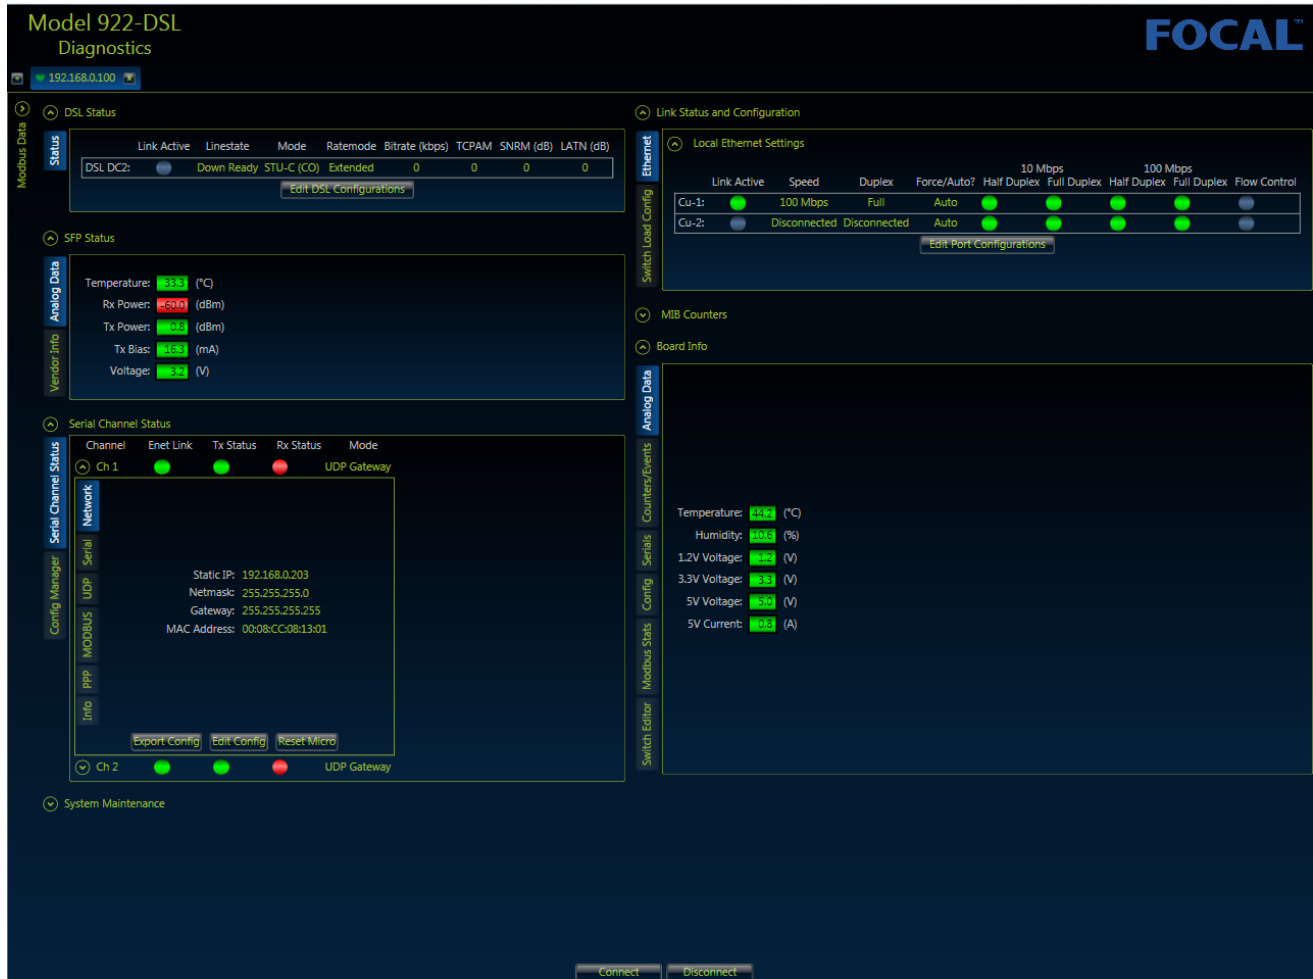 Model 922-DSL
Diagnostics
FOCAL™
192.168.0.100
Modbus Data
DSL Status
Status
Link Active Linestate Mode Ratemode Bitrate (kbps) TCPAM SNRM (dB) LATN (dB)
DSL DC2: Down Ready STU-C (CO) Extended 0 0 0 0
Edit DSL Configurations
SFP Status
Analog Data
Vendor Info
Temperature: 33.3 (°C)
Rx Power: -60.0 (dBm)
Tx Power: 0.8 (dBm)
Tx Bias: 16.3 (mA)
Voltage: 3.2 (V)
Serial Channel Status
Serial Channel Status
Config Manager
Channel Enet Link Tx Status Rx Status Mode
Ch 1 UDP Gateway
Network
Serial
UDP
MODBUS
PPP
Info
Static IP: 192.168.0.203
Netmask: 255.255.255.0
Gateway: 255.255.255.255
MAC Address: 00:08:CC:08:13:01
Export Config Edit Config Reset Micro
Ch 2 UDP Gateway
System Maintenance
Link Status and Configuration
Ethernet
Switch Load Config
Local Ethernet Settings
10 Mbps 100 Mbps
Link Active Speed Duplex Force/Auto? Half Duplex Full Duplex Half Duplex Full Duplex Flow Control
Cu-1: 100 Mbps Full Auto
Cu-2: Disconnected Disconnected Auto
Edit Port Configurations
MIB Counters
Board Info
Analog Data
Counters/Events
Serials
Config
Modbus Stats
Switch Editor
Temperature: 44.2 (°C)
Humidity: 10.6 (%)
1.2V Voltage: 1.2 (V)
3.3V Voltage: 3.3 (V)
5V Voltage: 5.0 (V)
5V Current: 0.8 (A)
Connect Disconnect